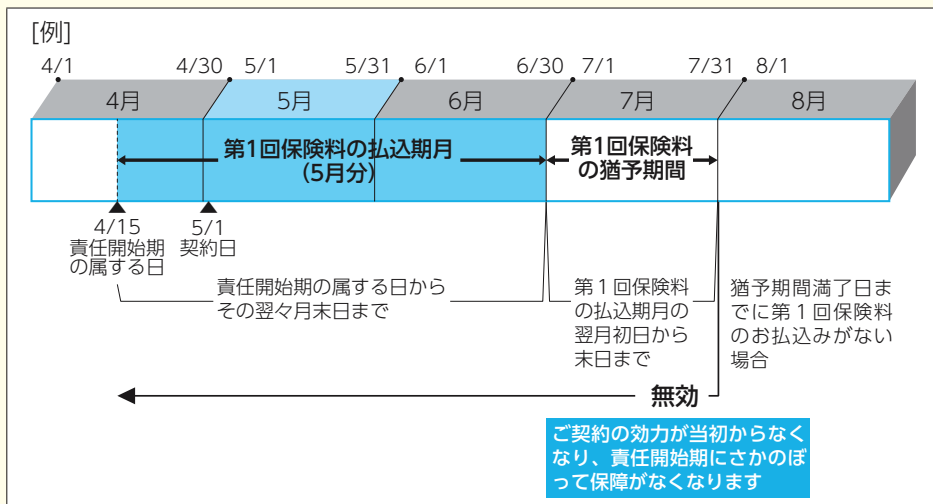 [例]
4/1
4/30
5/1
5/31
6/1
6/30
7/1
7/31
8/1
4月
5月
6月
7月
8月
第1回保険料の払込期月
(5月分)
第1回保険料
の猶予期間
4/15
責任開始期
の属する日
5/1
契約日
責任開始期の属する日から
その翌々月末日まで
第1回保険料
の払込期月の
翌月初日から
末日まで
猶予期間満了日ま
でに第1回保険料
のお払込みがない
場合
無効
ご契約の効力が当初からなく
なり、責任開始期にさかのぼ
って保障がなくなります